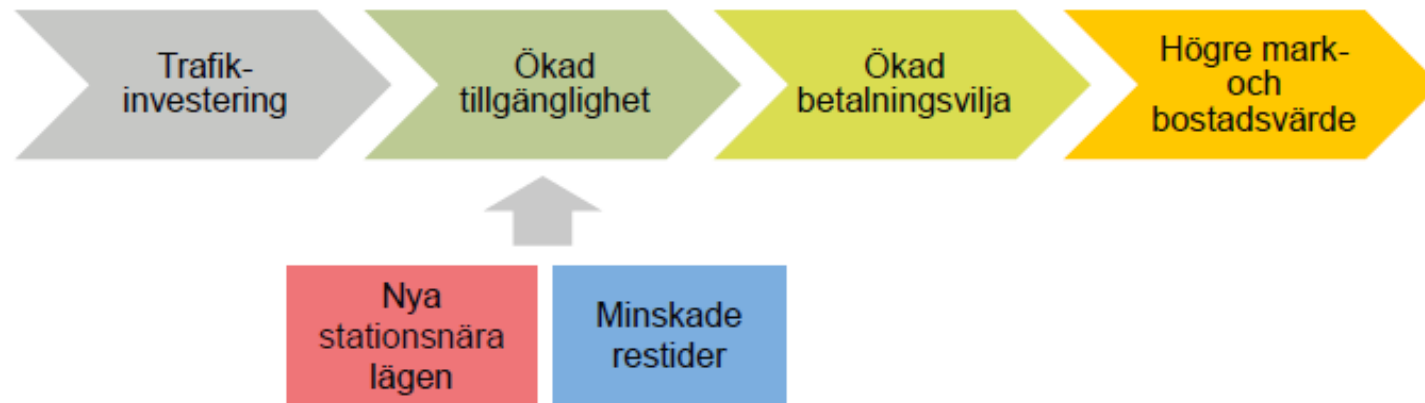 Trafik-
investering
Ökad
tillgänglighet
Ökad
betalningsvilja
Högre mark-
och
bostadsvärde
Nya
stationsnära
lägen
Minskade
restider